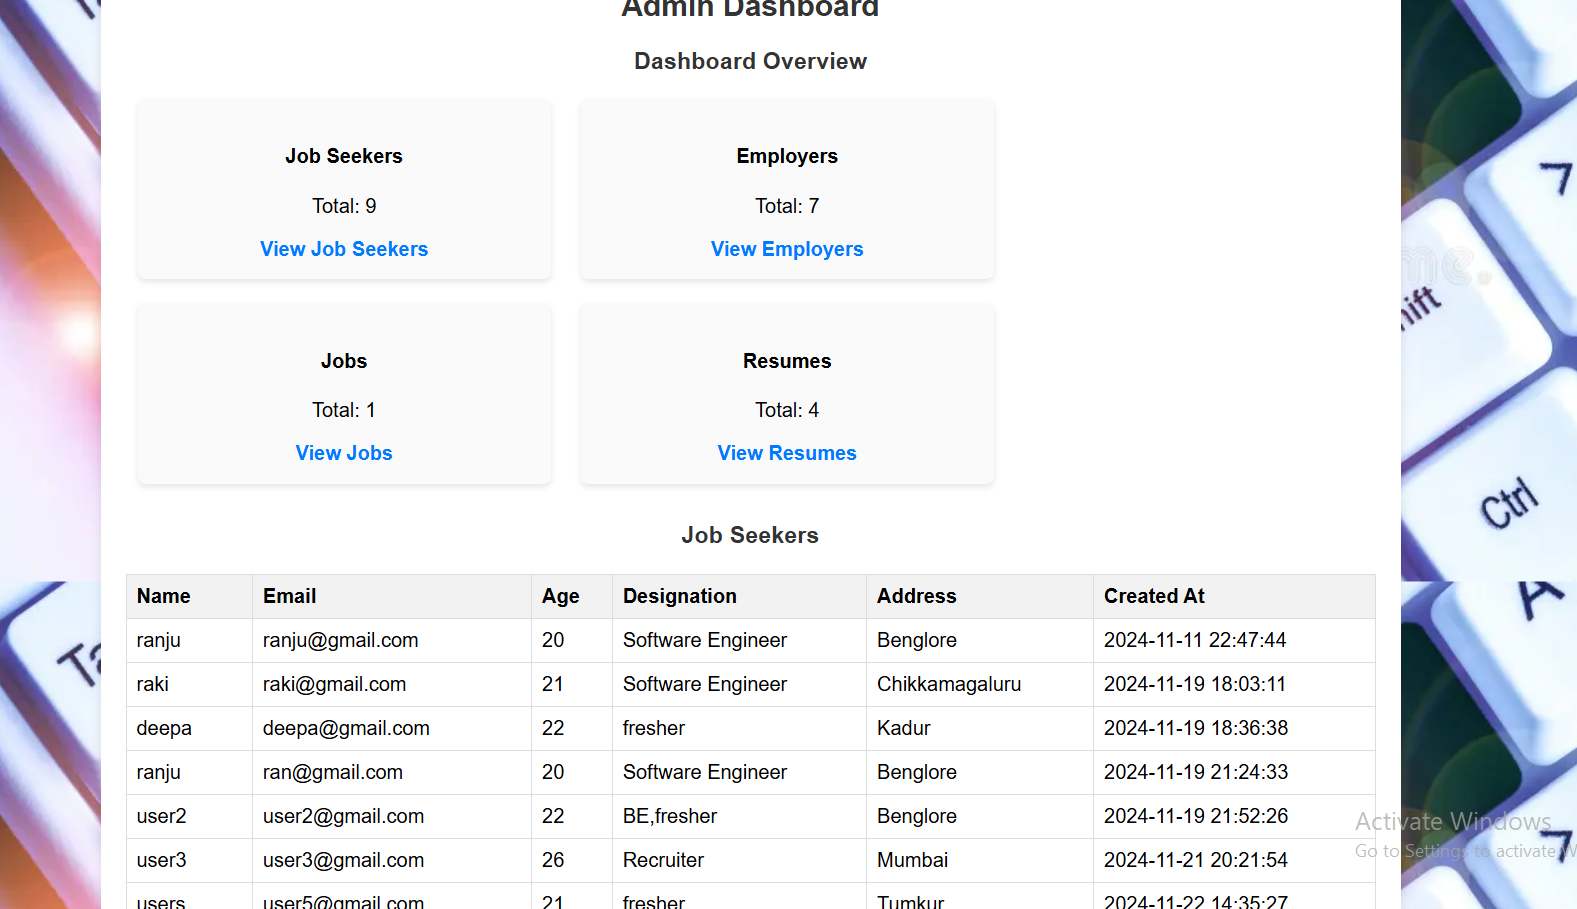 Admin Dashboard
Dashboard Overview
Job Seekers
Total: 9
View Job Seekers
Employers
Total: 7
View Employers
Jobs
Total: 1
View Jobs
Resumes
Total: 4
View Resumes
Job Seekers
Name Email Age Designation Address Created At
ranju ranju@gmail.com 20 Software Engineer Benglore 2024-11-11 22:47:44
raki raki@gmail.com 21 Software Engineer Chikkamagaluru 2024-11-19 18:03:11
deepa deepa@gmail.com 22 fresher Kadur 2024-11-19 18:36:38
ranju ran@gmail.com 20 Software Engineer Benglore 2024-11-19 21:24:33
user2 user2@gmail.com 22 BE,fresher Benglore 2024-11-19 21:52:26
user3 user3@gmail.com 26 Recruiter Mumbai 2024-11-21 20:21:54
users user5@gmail.com 21 fresher Tumkur 2024-11-22 14:35:27
Ctrl
A
Activate Windows
Go to Settings to activate